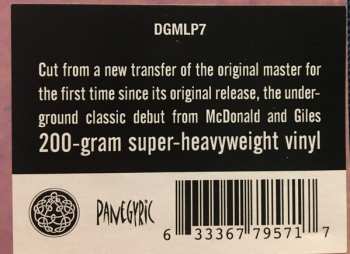 DGMLP7
Cut from a new transfer of the original master for
the first time since its original release, the under-
ground classic debut from McDonald and Giles
200-gram super-heavyweight vinyl
PANEGYRIC
6 33367 79571 7